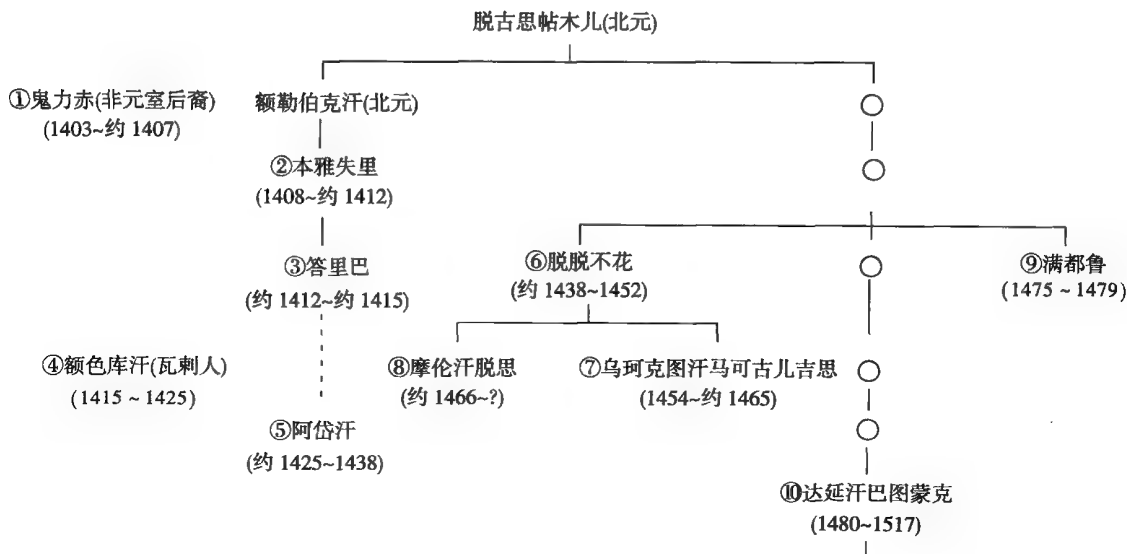 脱古思帖木儿(北元)
①鬼力赤(非元室后裔)
(1403~约 1407)
额勒伯克汗(北元)
②本雅失里
(1408~约 1412)
③答里巴
(约 1412~约 1415)
⑥脱脱不花
(约 1438~1452)
⑨满都鲁
(1475 ~ 1479)
④额色库汗(瓦剌人)
(1415 ~ 1425)
⑧摩伦汗脱思
(约 1466~?)
⑦乌珂克图汗马可古儿吉思
(1454~约 1465)
⑤阿岱汗
(约 1425~1438)
⑩达延汗巴图蒙克
(1480~1517)